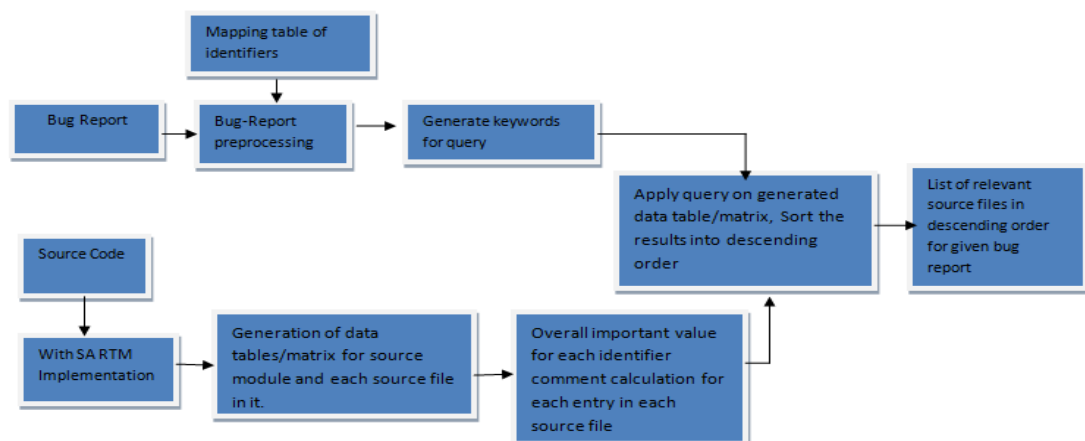 Mapping table of
identifiers
Bug Report
Bug-Report
preprocessing
Generate keywords
for query
Apply query on generated
data table/matrix, Sort the
results into descending
order
List of relevant
source files in
descending order
for given bug
report
Source Code
With SA RTM
Implementation
Generation of data
tables/matrix for source
module and each source file
in it.
Overall important value
for each identifier
comment calculation for
each entry in each
source file